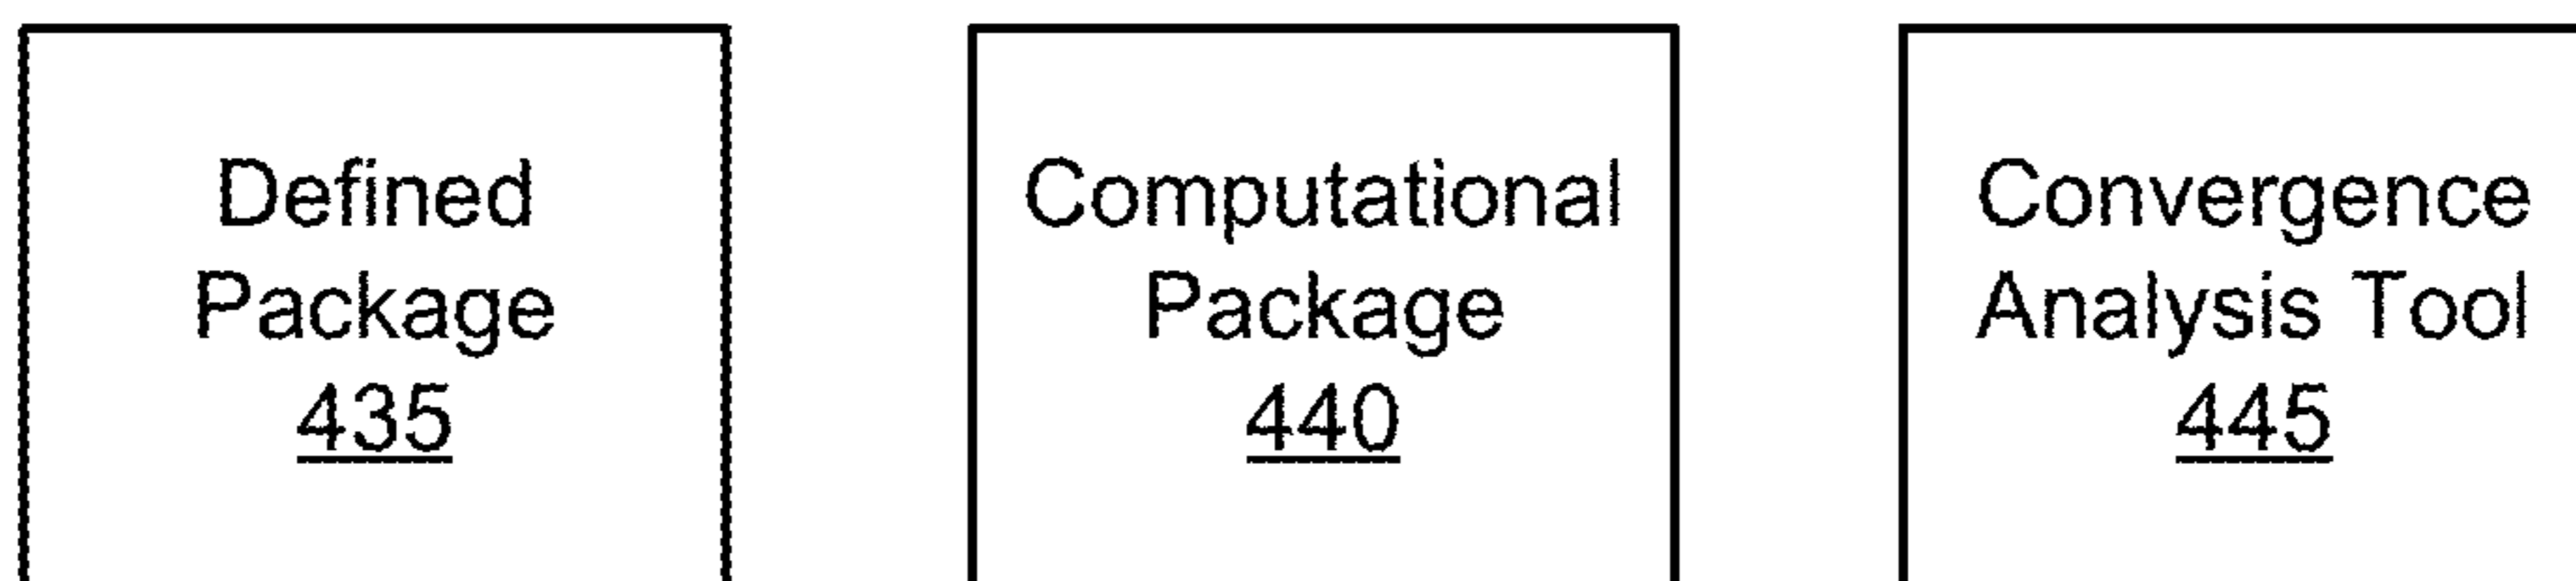 Defined
Package
435
Computational
Package
440
Convergence
Analysis Tool
445